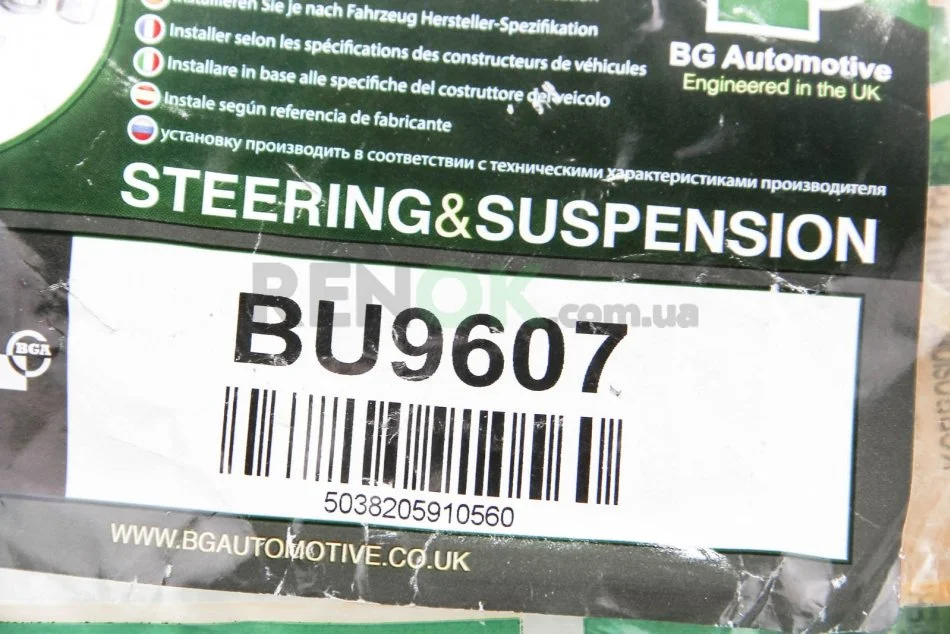 Sie je nach Fahrzeug Hersteller-Spezifikation
Installer selon les spécifications des constructeurs de véhicules
Installare in base alle specifiche del costruttore del veicolo
Instale según referencia de fabricante
установку производить в соответствии с техническими характеристиками производителя
BG Automotive
Engineered in the UK
STEERING&SUSPENSION
RENOK.com.ua
BU9607
BGA
5038205910560
WWW.BGAUTOMOTIVE.CO.UK